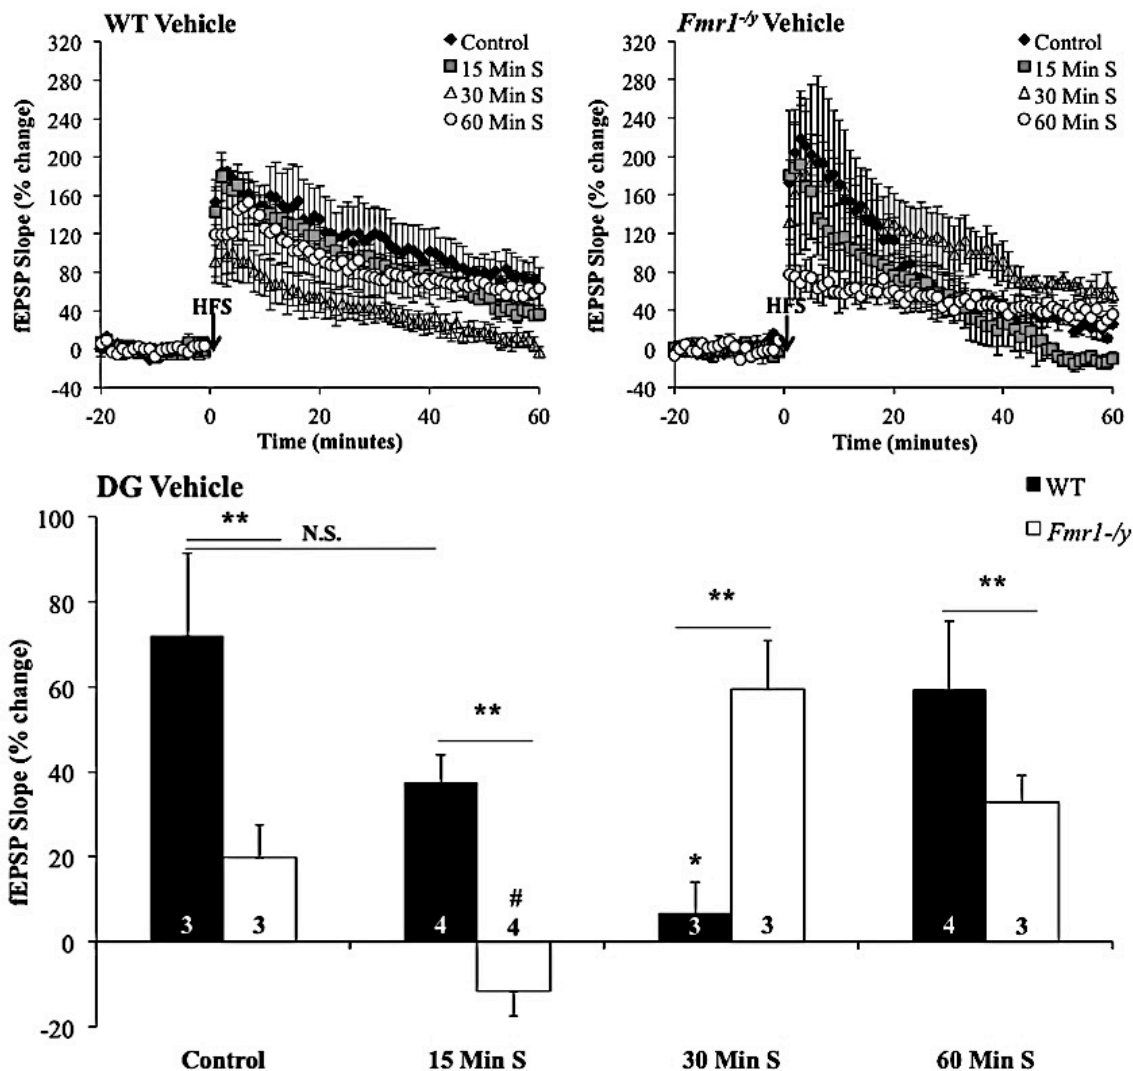 WT Vehicle
320
280
240
200
160
120
80
40
0
-40
fEPSP Slope (% change)
Control
15 Min S
30 Min S
60 Min S
HFS
-20 0 20 40 60
Time (minutes)
Fmr1-/y Vehicle
320
280
240
200
160
120
80
40
0
-40
fEPSP Slope (% change)
Control
15 Min S
30 Min S
60 Min S
HFS
-20 0 20 40 60
Time (minutes)
DG Vehicle
WT
Fmr1-/y
100
80
60
40
20
0
-20
fEPSP Slope (% change)
**
N.S.
**
**
**
*
#
3 3 4 4 3 3 4 3
Control 15 Min S 30 Min S 60 Min S